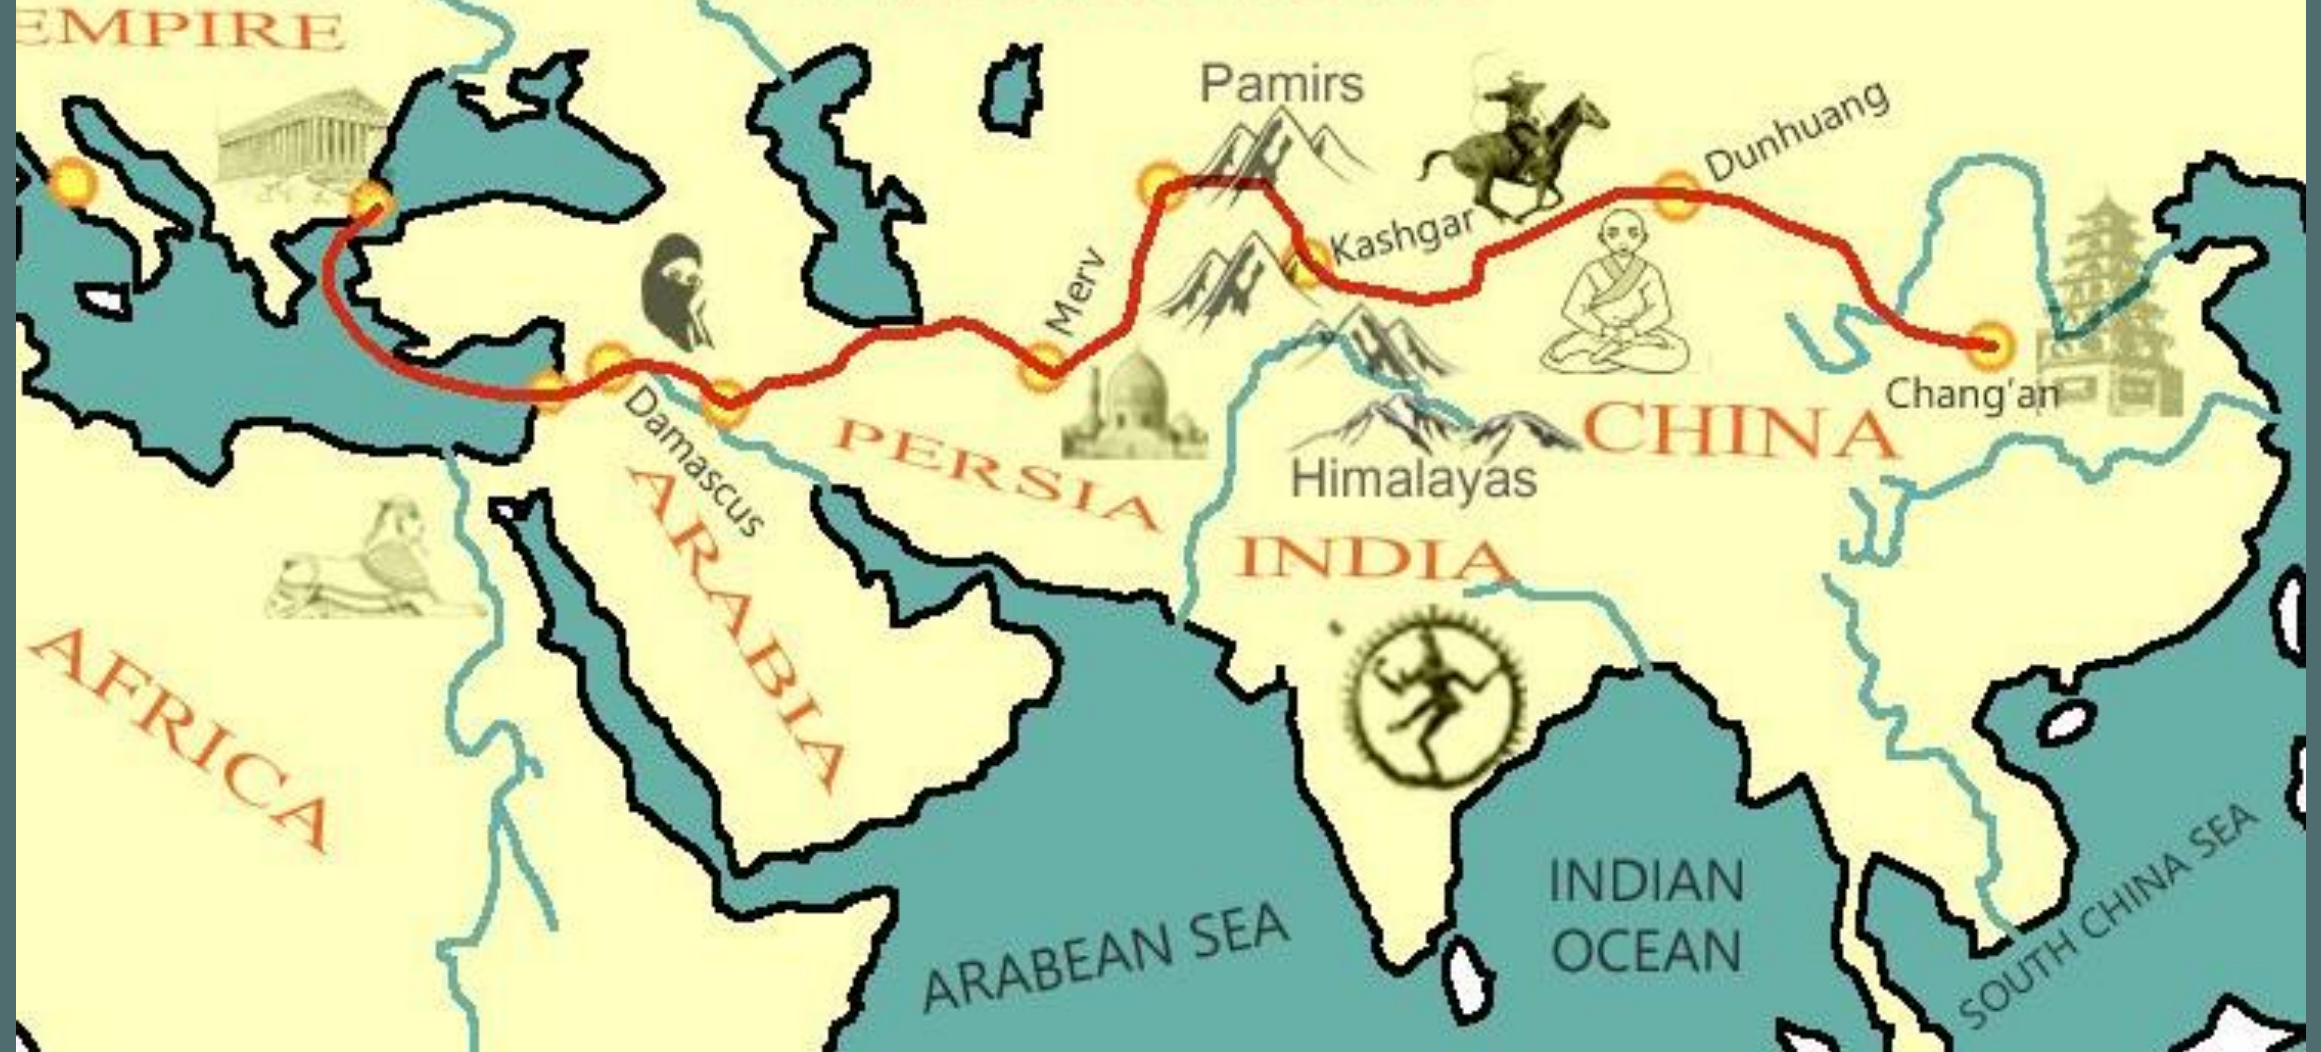 EMPIRE
Pamirs
Dunhuang
Kashgar
Merv
Chang'an
Damascus
PERSIA
CHINA
Himalayas
ARABIA
INDIA
AFRICA
INDIAN
OCEAN
ARABEAN SEA
SOUTH CHINA SEA